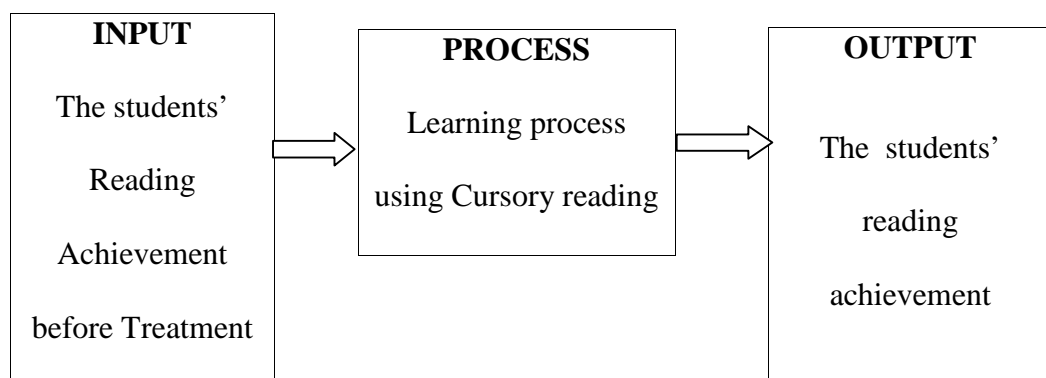 INPUT
The students’
Reading
Achievement
before Treatment
PROCESS
Learning process
using Cursory reading
OUTPUT
The students’
reading
achievement